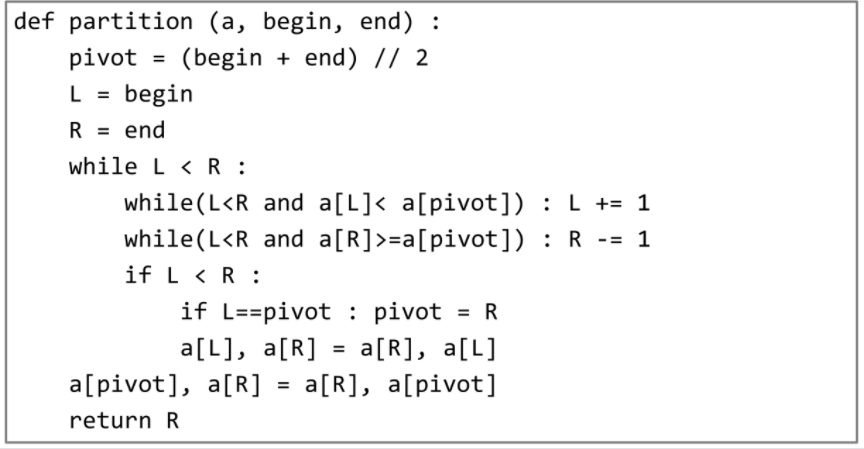 def partition (a, begin, end) :
    pivot = (begin + end) // 2
    L = begin
    R = end
    while L < R :
        while(L<R and a[L]< a[pivot]) : L += 1
        while(L<R and a[R]>=a[pivot]) : R -= 1
        if L < R :
            if L==pivot : pivot = R
            a[L], a[R] = a[R], a[L]
    a[pivot], a[R] = a[R], a[pivot]
    return R